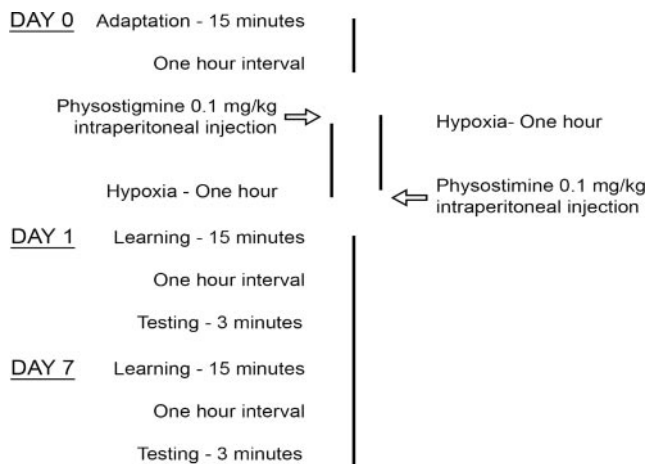 DAY 0 Adaptation - 15 minutes
One hour interval
Physostigmine 0.1 mg/kg
intraperitoneal injection
Hypoxia- One hour
Hypoxia - One hour
Physostimine 0.1 mg/kg
intraperitoneal injection
DAY 1 Learning - 15 minutes
One hour interval
Testing - 3 minutes
DAY 7 Learning - 15 minutes
One hour interval
Testing - 3 minutes